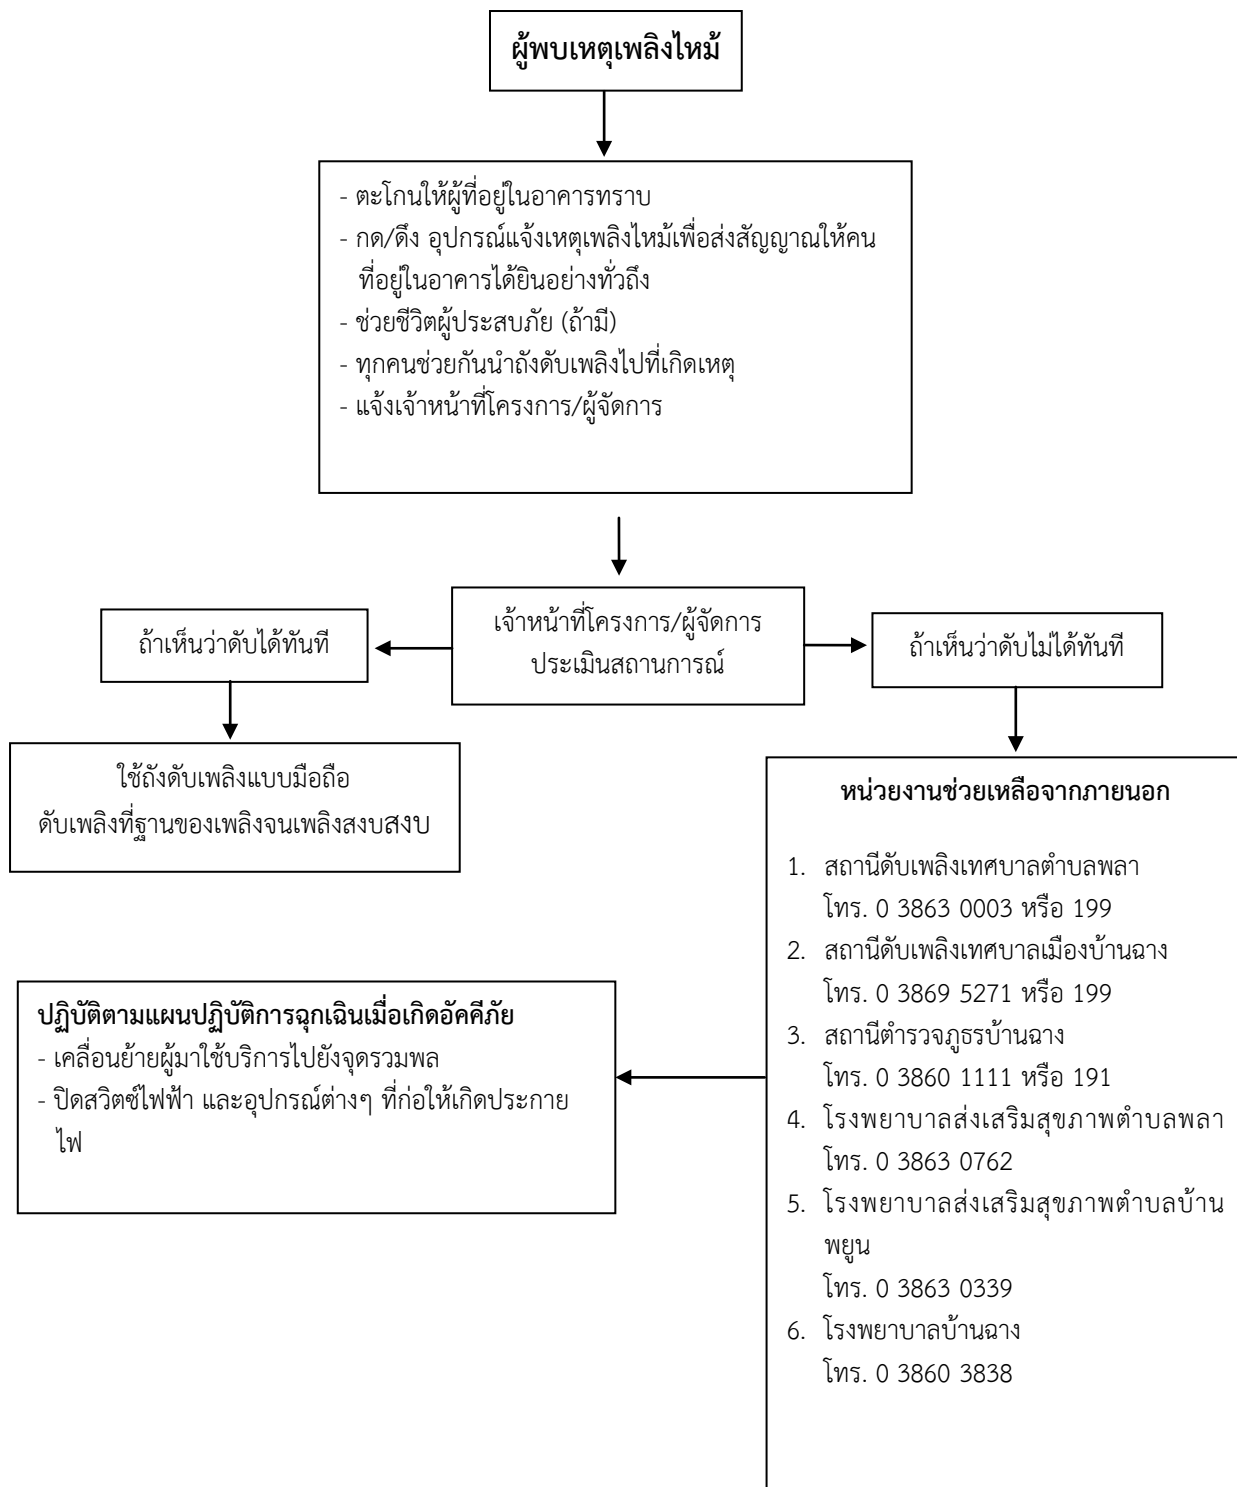 ผู้พบเหตุเพลิงไหม้
- ตะโกนให้ผู้ที่อยู่ในอาคารทราบ
- กด/ดึง อุปกรณ์แจ้งเหตุเพลิงไหม้เพื่อส่งสัญญาณให้คน
ที่อยู่ในอาคารได้ยินอย่างทั่วถึง
- ช่วยชีวิตผู้ประสบภัย (ถ้ามี)
- ทุกคนช่วยกันนำถังดับเพลิงไปที่เกิดเหตุ
- แจ้งเจ้าหน้าที่โครงการ/ผู้จัดการ
เจ้าหน้าที่โครงการ/ผู้จัดการ
ประเมินสถานการณ์
ถ้าเห็นว่าดับได้ทันที
ถ้าเห็นว่าดับไม่ได้ทันที
ใช้ถังดับเพลิงแบบมือถือ
ดับเพลิงที่ฐานของเพลิงจนเพลิงสงบสงบ
หน่วยงานช่วยเหลือจากภายนอก
1. สถานีดับเพลิงเทศบาลตำบลพลา
โทร. 0 3863 0003 หรือ 199
2. สถานีดับเพลิงเทศบาลเมืองบ้านฉาง
โทร. 0 3869 5271 หรือ 199
3. สถานีตำรวจภูธรบ้านฉาง
โทร. 0 3860 1111 หรือ 191
4. โรงพยาบาลส่งเสริมสุขภาพตำบลพลา
โทร. 0 3863 0762
5. โรงพยาบาลส่งเสริมสุขภาพตำบลบ้าน
พยูน
โทร. 0 3863 0339
6. โรงพยาบาลบ้านฉาง
โทร. 0 3860 3838
ปฏิบัติตามแผนปฏิบัติการฉุกเฉินเมื่อเกิดอัคคีภัย
- เคลื่อนย้ายผู้มาใช้บริการไปยังจุดรวมพล
- ปิดสวิตซ์ไฟฟ้า และอุปกรณ์ต่างๆ ที่ก่อให้เกิดประกาย
ไฟ